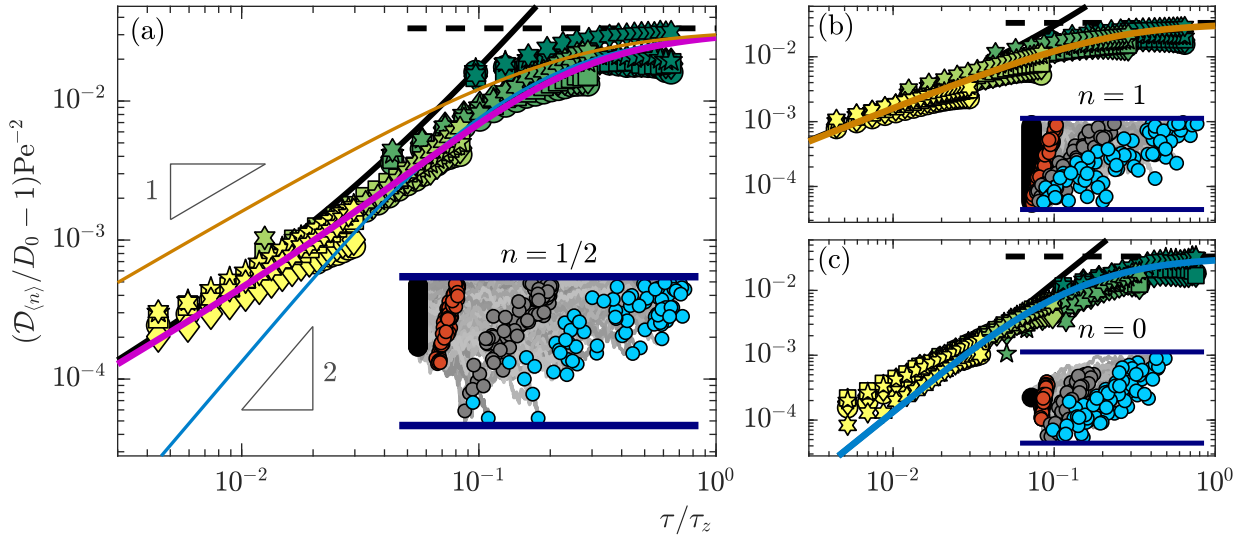 (a)
(𝒟⟨n⟩/D₀ − 1)Pe⁻²
10⁻²
10⁻³
10⁻⁴
1
2
n = 1/2
10⁻²
10⁻¹
10⁰
τ/τ_z
(b)
10⁻²
10⁻³
10⁻⁴
n = 1
(c)
10⁻²
10⁻³
10⁻⁴
n = 0
10⁻²
10⁻¹
10⁰